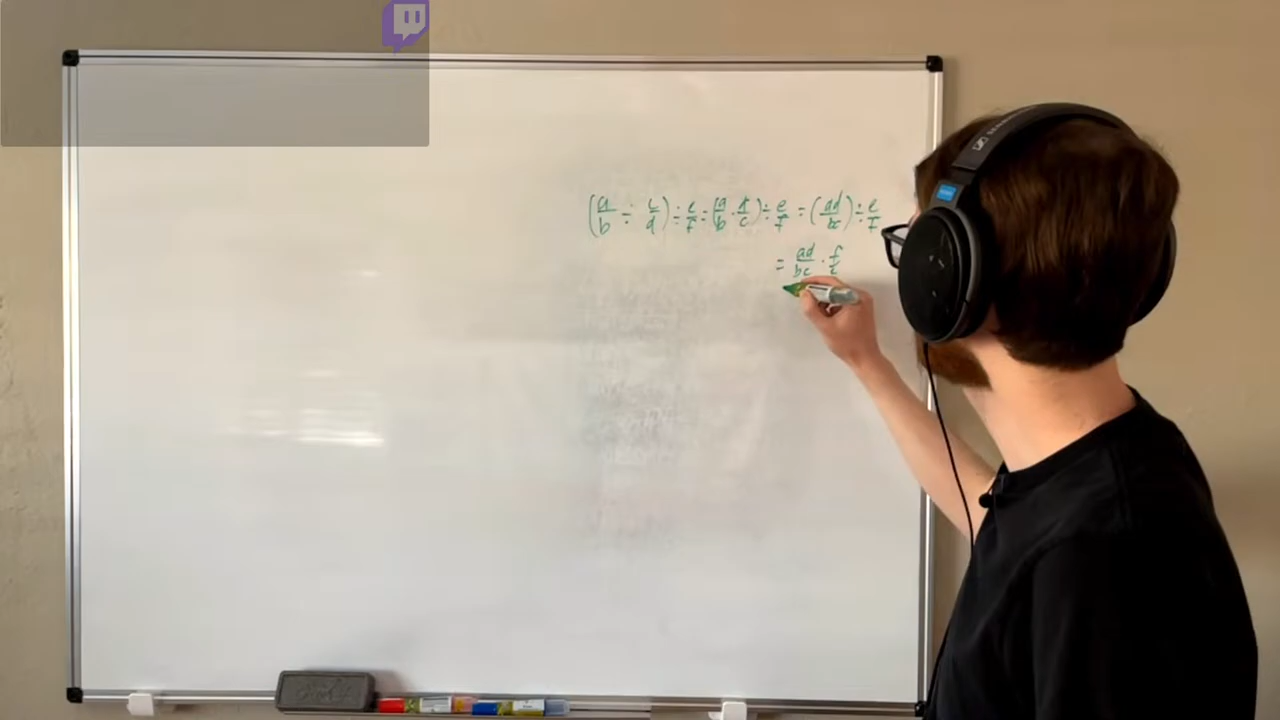 (a/b ÷ c/d) ÷ e/f = (a/b · d/c) ÷ e/f = (ad/bc) ÷ e/f
= ad/bc · f/e